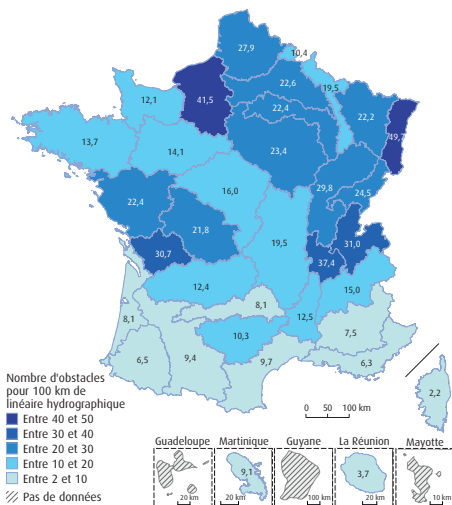 27,9
10,4
22,6
19,5
12,1
41,5
22,4
22,2
49,7
13,7
14,1
23,4
16,0
29,8
24,5
22,4
21,8
19,5
31,0
30,7
37,4
12,4
15,0
8,1
8,1
12,5
10,3
7,5
6,5
9,4
9,7
6,3
2,2
Nombre d'obstacles
pour 100 km de
linéaire hydrographique
Entre 40 et 50
Entre 30 et 40
Entre 20 et 30
Entre 10 et 20
Entre 2 et 10
Pas de données
0 50 100 km
Guadeloupe
20 km
Martinique
9,1
20 km
Guyane
100 km
La Réunion
3,7
20 km
Mayotte
10 km